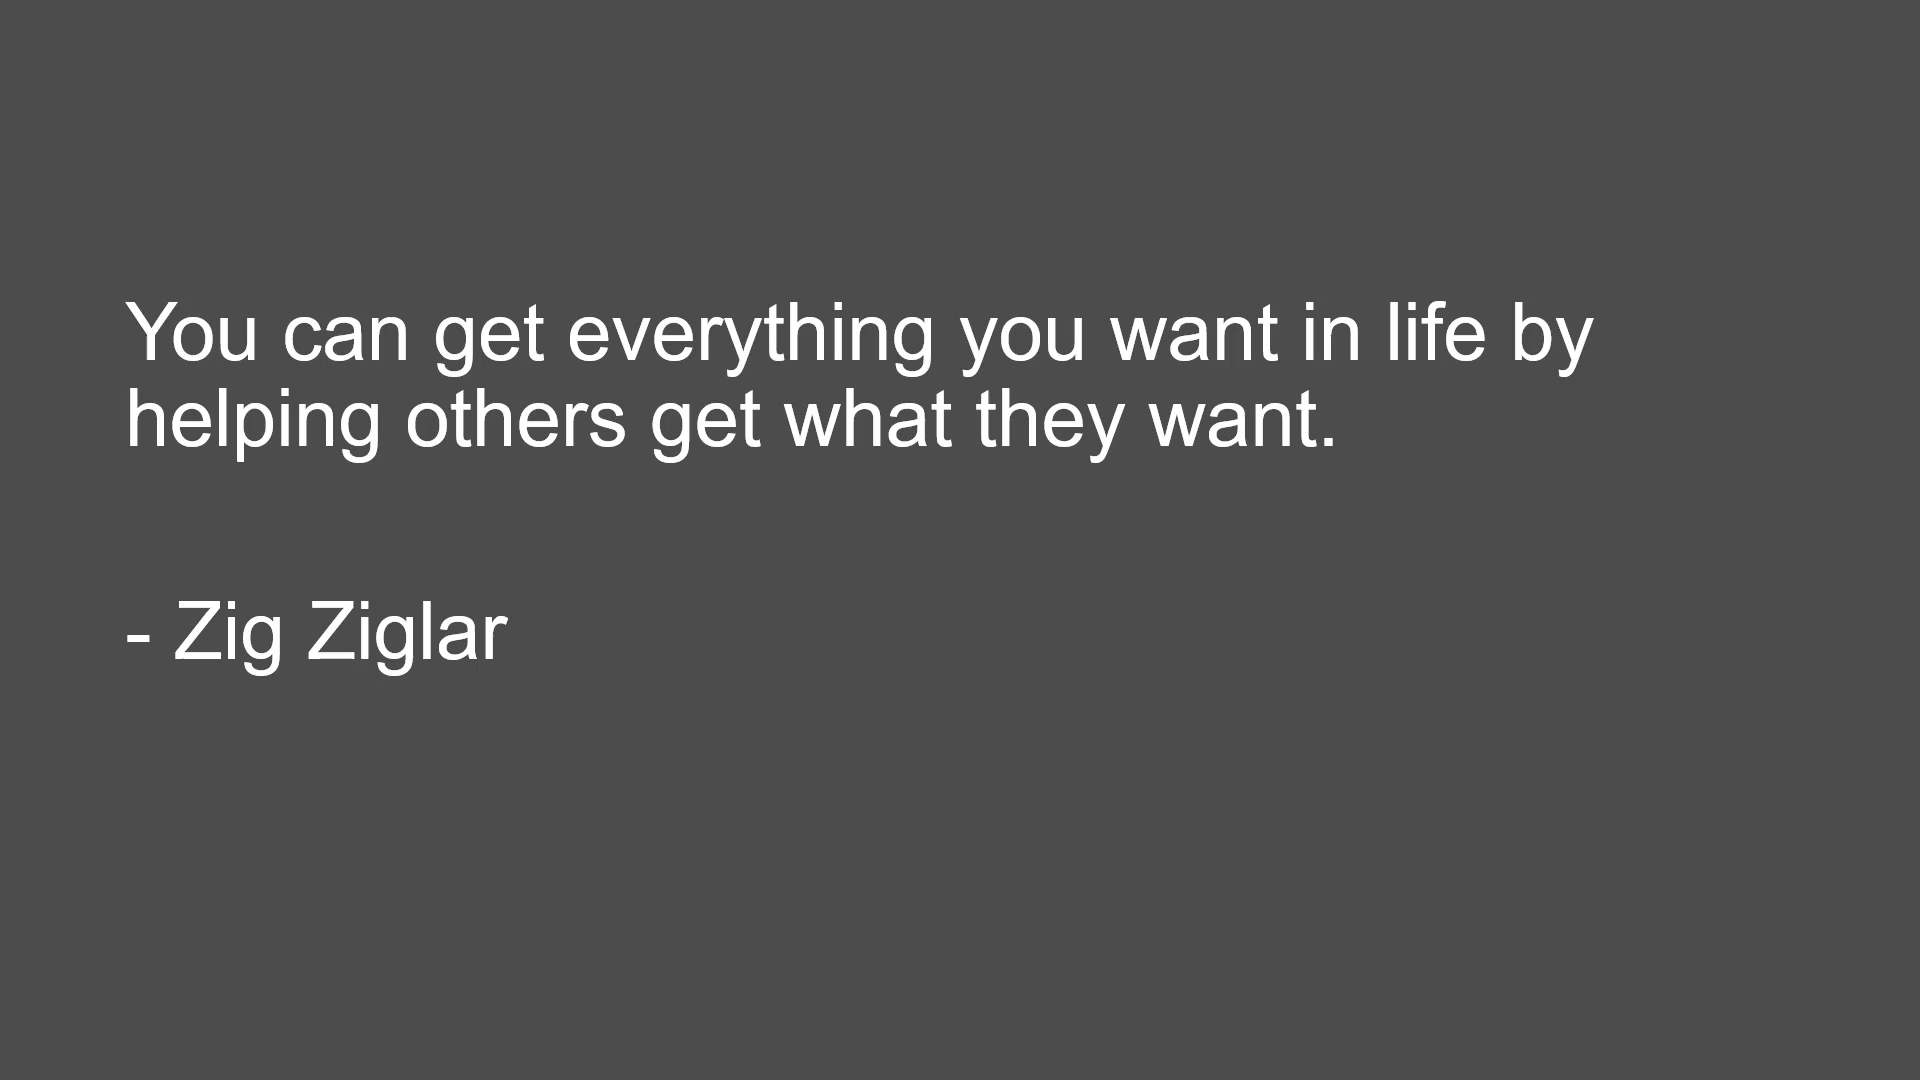 You can get everything you want in life by
helping others get what they want.
- Zig Ziglar